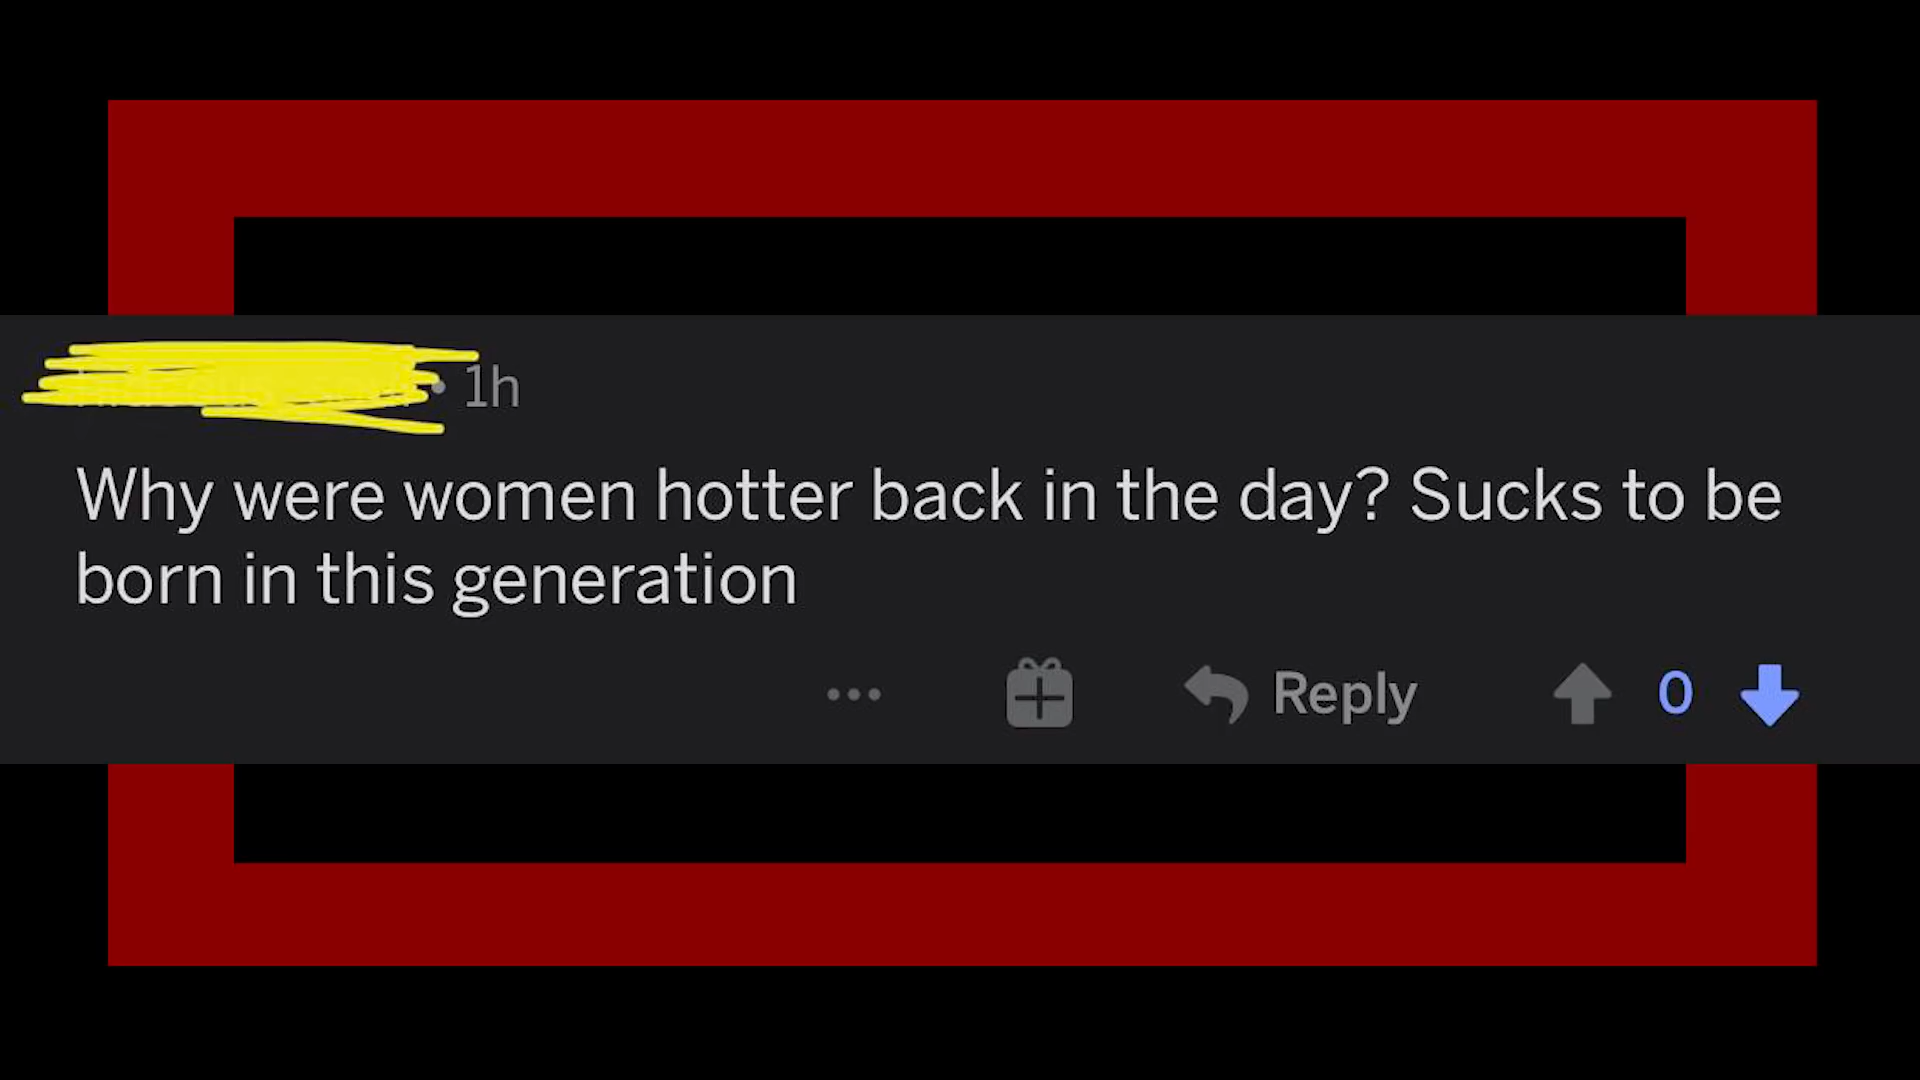 • 1h
Why were women hotter back in the day? Sucks to be
born in this generation
... Reply 0